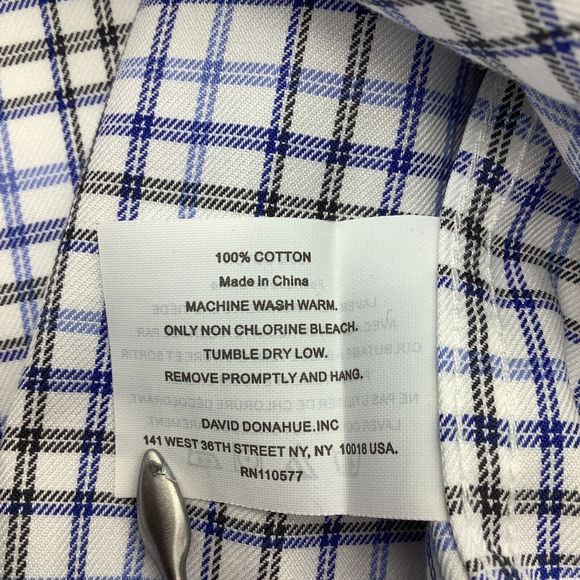 100% COTTON
Made in China
MACHINE WASH WARM.
ONLY NON CHLORINE BLEACH.
TUMBLE DRY LOW.
REMOVE PROMPTLY AND HANG.
DAVID DONAHUE.INC
141 WEST 36TH STREET NY, NY 10018 USA.
RN110577